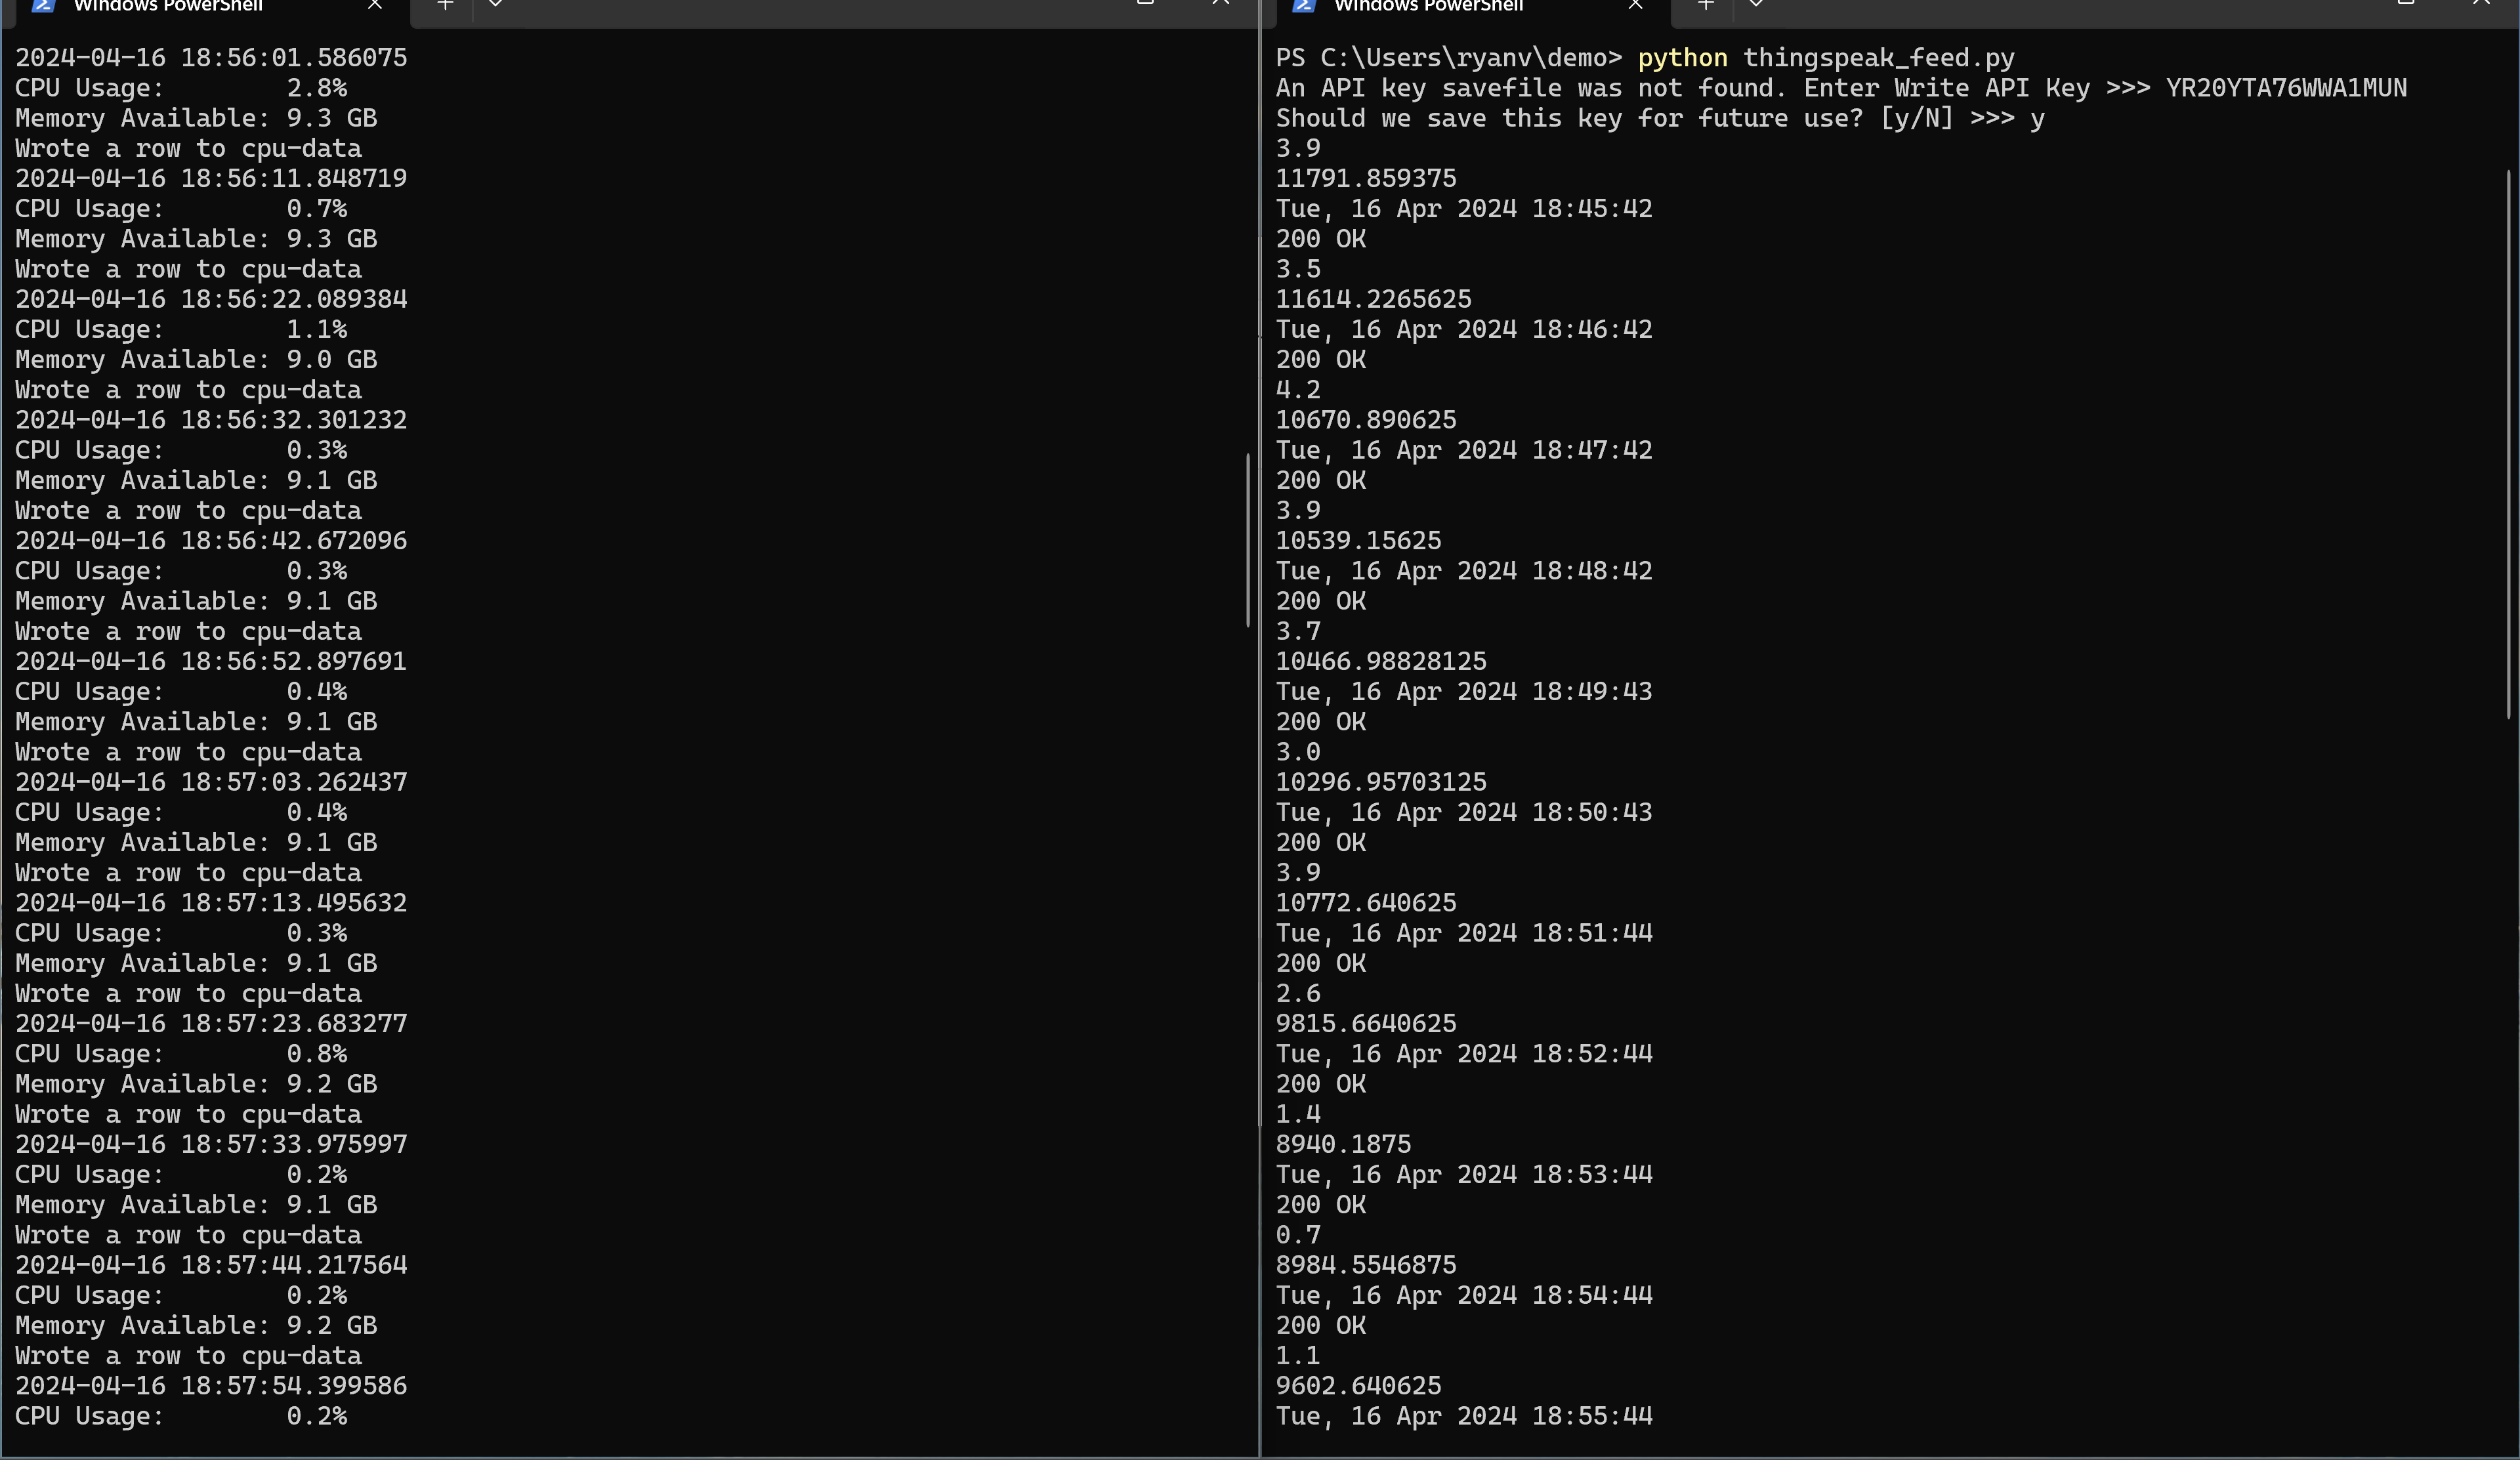 Windows PowerShell
2024-04-16 18:56:01.586075
CPU Usage:        2.8%
Memory Available: 9.3 GB
Wrote a row to cpu-data
2024-04-16 18:56:11.848719
CPU Usage:        0.7%
Memory Available: 9.3 GB
Wrote a row to cpu-data
2024-04-16 18:56:22.089384
CPU Usage:        1.1%
Memory Available: 9.0 GB
Wrote a row to cpu-data
2024-04-16 18:56:32.301232
CPU Usage:        0.3%
Memory Available: 9.1 GB
Wrote a row to cpu-data
2024-04-16 18:56:42.672096
CPU Usage:        0.3%
Memory Available: 9.1 GB
Wrote a row to cpu-data
2024-04-16 18:56:52.897691
CPU Usage:        0.4%
Memory Available: 9.1 GB
Wrote a row to cpu-data
2024-04-16 18:57:03.262437
CPU Usage:        0.4%
Memory Available: 9.1 GB
Wrote a row to cpu-data
2024-04-16 18:57:13.495632
CPU Usage:        0.3%
Memory Available: 9.1 GB
Wrote a row to cpu-data
2024-04-16 18:57:23.683277
CPU Usage:        0.8%
Memory Available: 9.2 GB
Wrote a row to cpu-data
2024-04-16 18:57:33.975997
CPU Usage:        0.2%
Memory Available: 9.1 GB
Wrote a row to cpu-data
2024-04-16 18:57:44.217564
CPU Usage:        0.2%
Memory Available: 9.2 GB
Wrote a row to cpu-data
2024-04-16 18:57:54.399586
CPU Usage:        0.2%
Windows PowerShell
PS C:\Users\ryanv\demo> python thingspeak_feed.py
An API key savefile was not found. Enter Write API Key >>> YR20YTA76WWA1MUN
Should we save this key for future use? [y/N] >>> y
3.9
11791.859375
Tue, 16 Apr 2024 18:45:42
200 OK
3.5
11614.2265625
Tue, 16 Apr 2024 18:46:42
200 OK
4.2
10670.890625
Tue, 16 Apr 2024 18:47:42
200 OK
3.9
10539.15625
Tue, 16 Apr 2024 18:48:42
200 OK
3.7
10466.98828125
Tue, 16 Apr 2024 18:49:43
200 OK
3.0
10296.95703125
Tue, 16 Apr 2024 18:50:43
200 OK
3.9
10772.640625
Tue, 16 Apr 2024 18:51:44
200 OK
2.6
9815.6640625
Tue, 16 Apr 2024 18:52:44
200 OK
1.4
8940.1875
Tue, 16 Apr 2024 18:53:44
200 OK
0.7
8984.5546875
Tue, 16 Apr 2024 18:54:44
200 OK
1.1
9602.640625
Tue, 16 Apr 2024 18:55:44